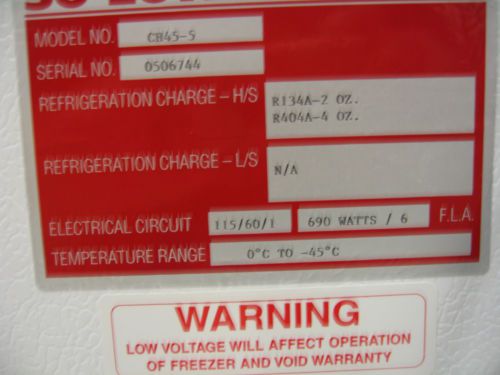 MODEL NO. CH45-5
SERIAL NO. 0506744
REFRIGERATION CHARGE - H/S R134A-2 OZ.
R404A-4 OZ.
REFRIGERATION CHARGE - L/S N/A
ELECTRICAL CIRCUIT 115/60/1 690 WATTS / 6 F.L.A.
TEMPERATURE RANGE 0°C TO -45°C
WARNING
LOW VOLTAGE WILL AFFECT OPERATION
OF FREEZER AND VOID WARRANTY